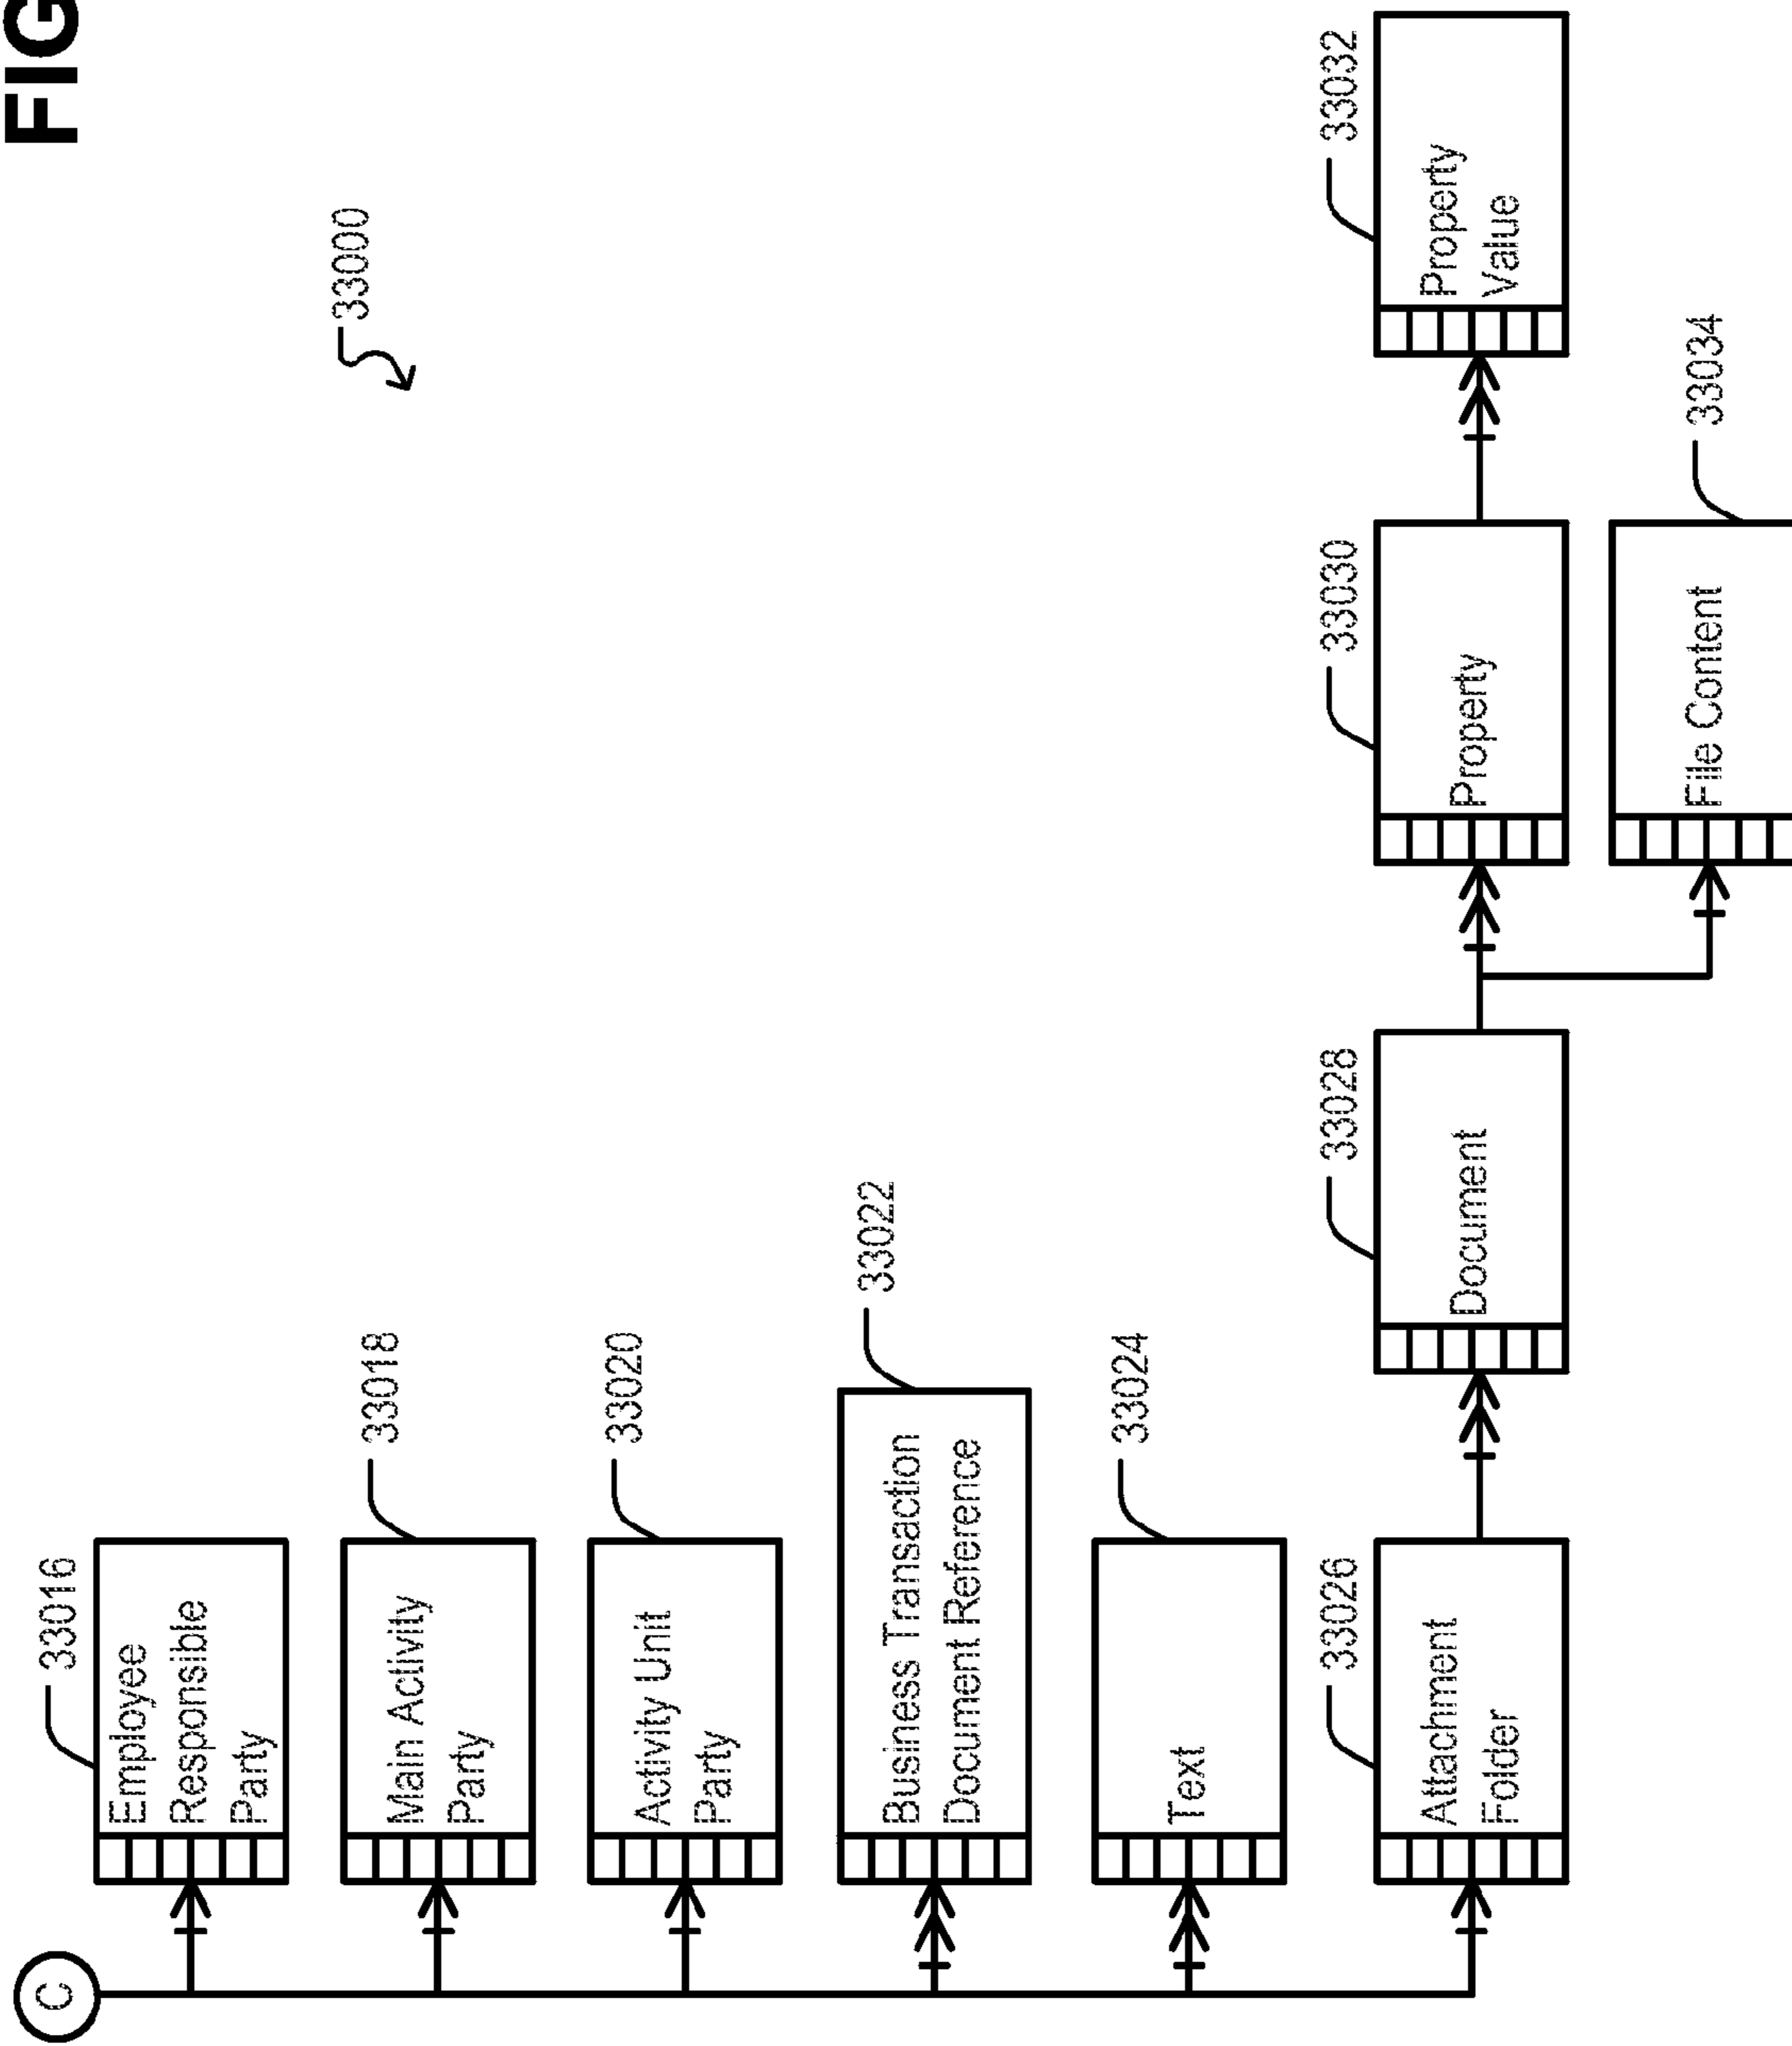 FIG
33000
C
33016
Employee
Responsible
Party
33018
Main Activity
Party
33020
Activity Unit
Party
33022
Business Transaction
Document Reference
33024
Text
33026
Attachment
Folder
33028
Document
33030
Property
33032
Property
Value
33034
File Content